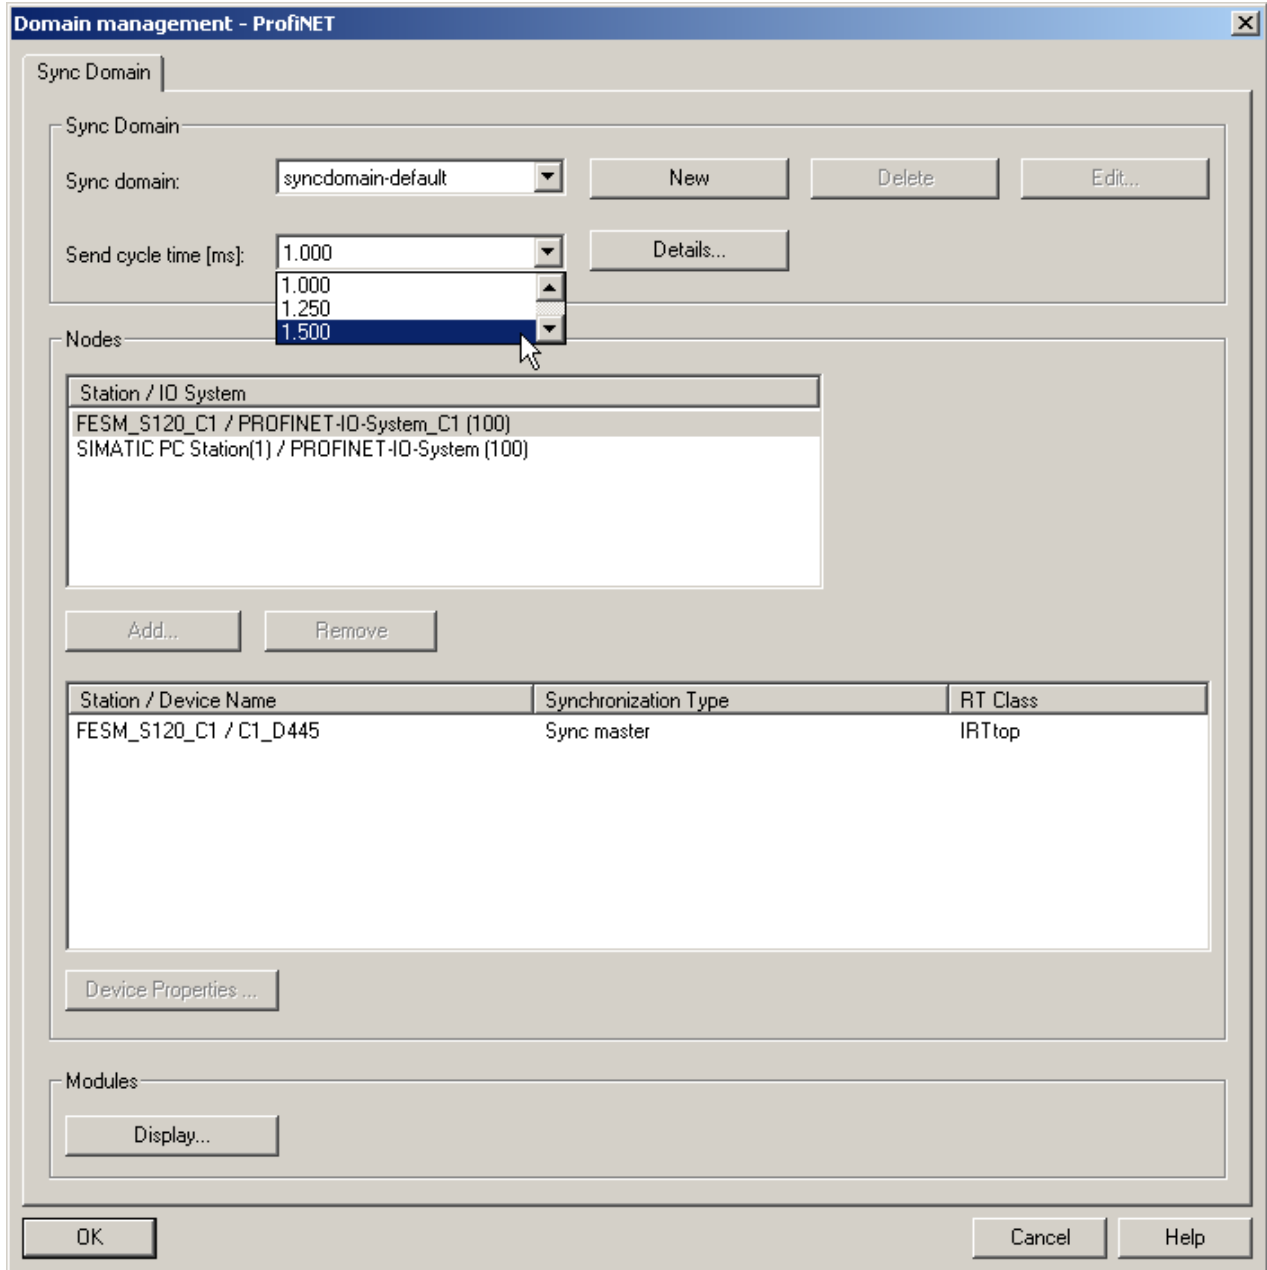 Domain management - ProfiNET
Sync Domain
Sync Domain
Sync domain: syncdomain-default New Delete Edit...
Send cycle time [ms]: 1.000 Details...
1.000
1.250
1.500
Nodes
Station / IO System
FESM_S120_C1 / PROFINET-IO-System_C1 (100)
SIMATIC PC Station(1) / PROFINET-IO-System (100)
Add... Remove
Station / Device Name Synchronization Type RT Class
FESM_S120_C1 / C1_D445 Sync master IRTtop
Device Properties ...
Modules
Display...
OK Cancel Help